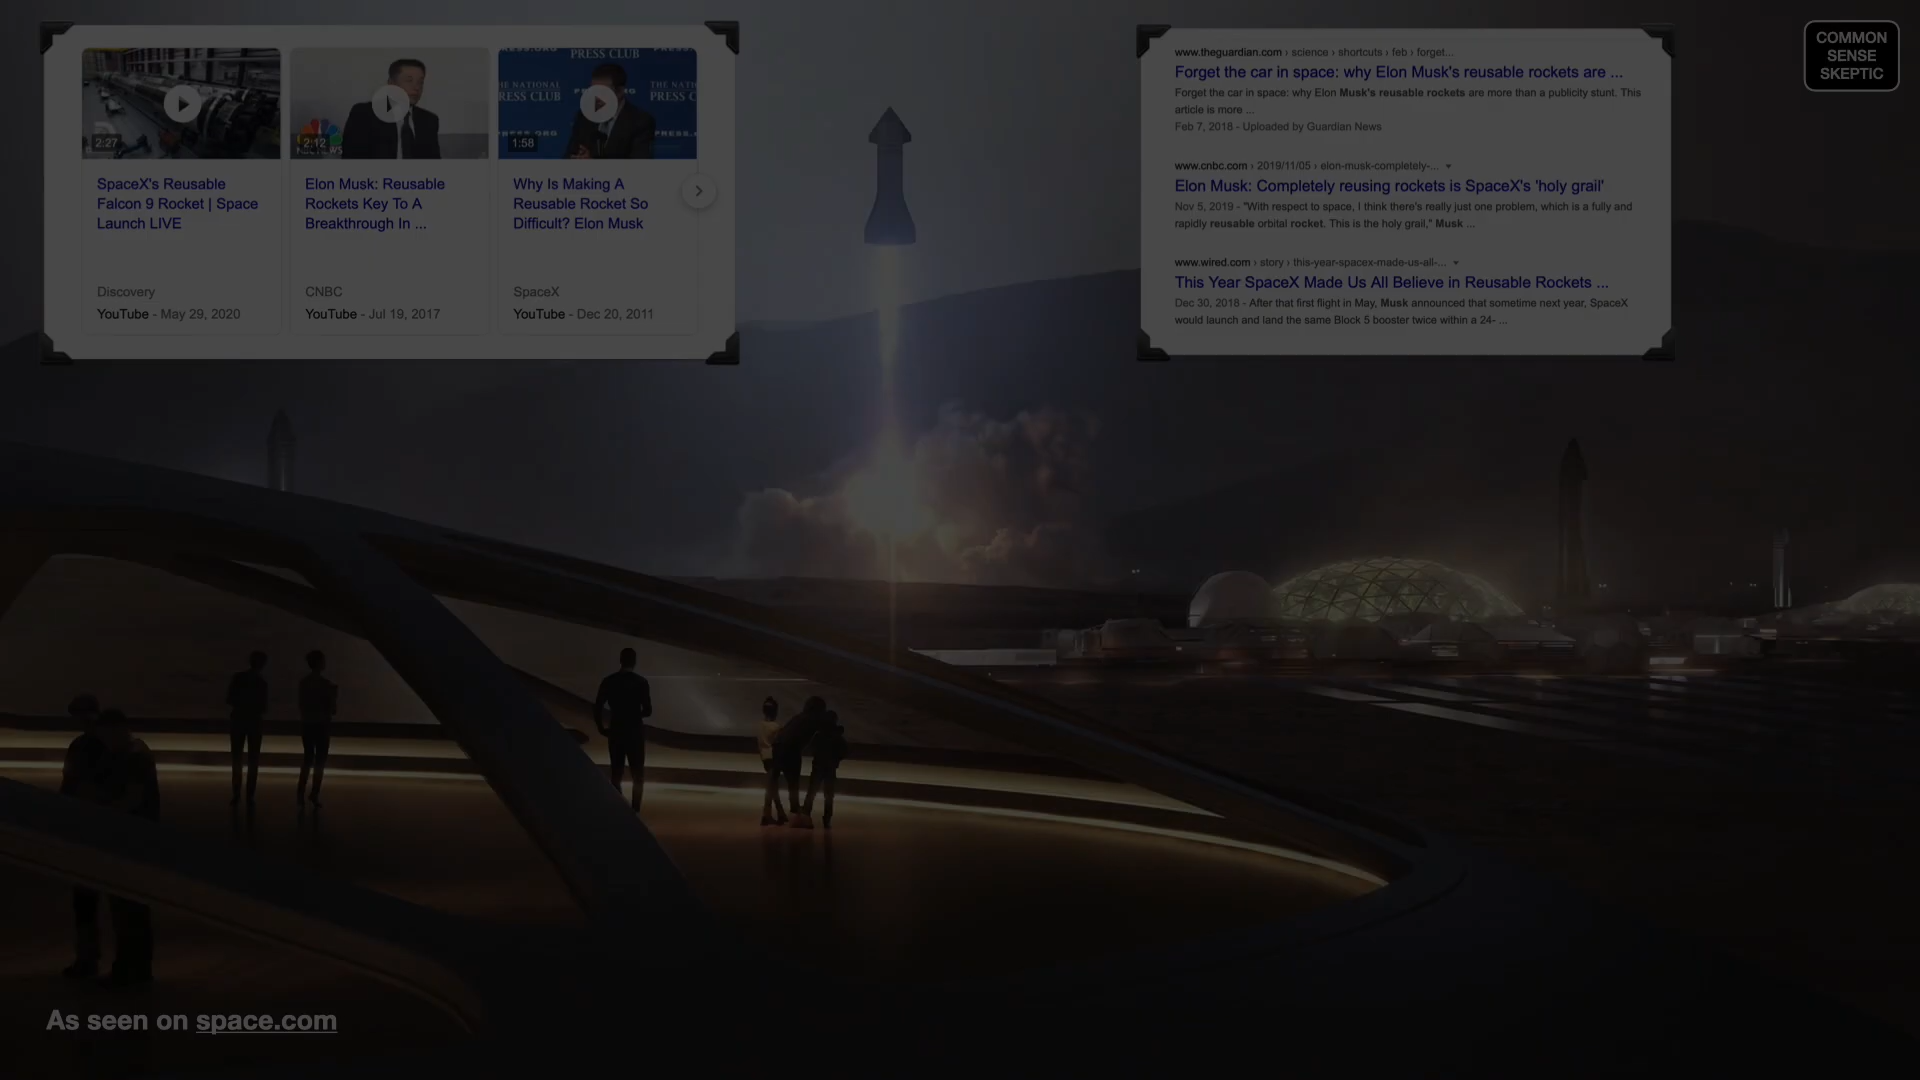 2:27
2:12
1:58
PRESS CLUB
THE NATIONAL
PRESS CLUB
SpaceX's Reusable
Falcon 9 Rocket | Space
Launch LIVE
Discovery
YouTube - May 29, 2020
Elon Musk: Reusable
Rockets Key To A
Breakthrough In ...
CNBC
YouTube - Jul 19, 2017
Why Is Making A
Reusable Rocket So
Difficult? Elon Musk
SpaceX
YouTube - Dec 20, 2011
www.theguardian.com › science › shortcuts › feb › forget...
Forget the car in space: why Elon Musk's reusable rockets are ...
Forget the car in space: why Elon Musk's reusable rockets are more than a publicity stunt. This
article is more ...
Feb 7, 2018 - Uploaded by Guardian News
www.cnbc.com › 2019/11/05 › elon-musk-completely-...
Elon Musk: Completely reusing rockets is SpaceX's 'holy grail'
Nov 5, 2019 - "With respect to space, I think there's really just one problem, which is a fully and
rapidly reusable orbital rocket. This is the holy grail," Musk ...
www.wired.com › story › this-year-spacex-made-us-all-...
This Year SpaceX Made Us All Believe in Reusable Rockets ...
Dec 30, 2018 - After that first flight in May, Musk announced that sometime next year, SpaceX
would launch and land the same Block 5 booster twice within a 24- ...
COMMON
SENSE
SKEPTIC
As seen on space.com